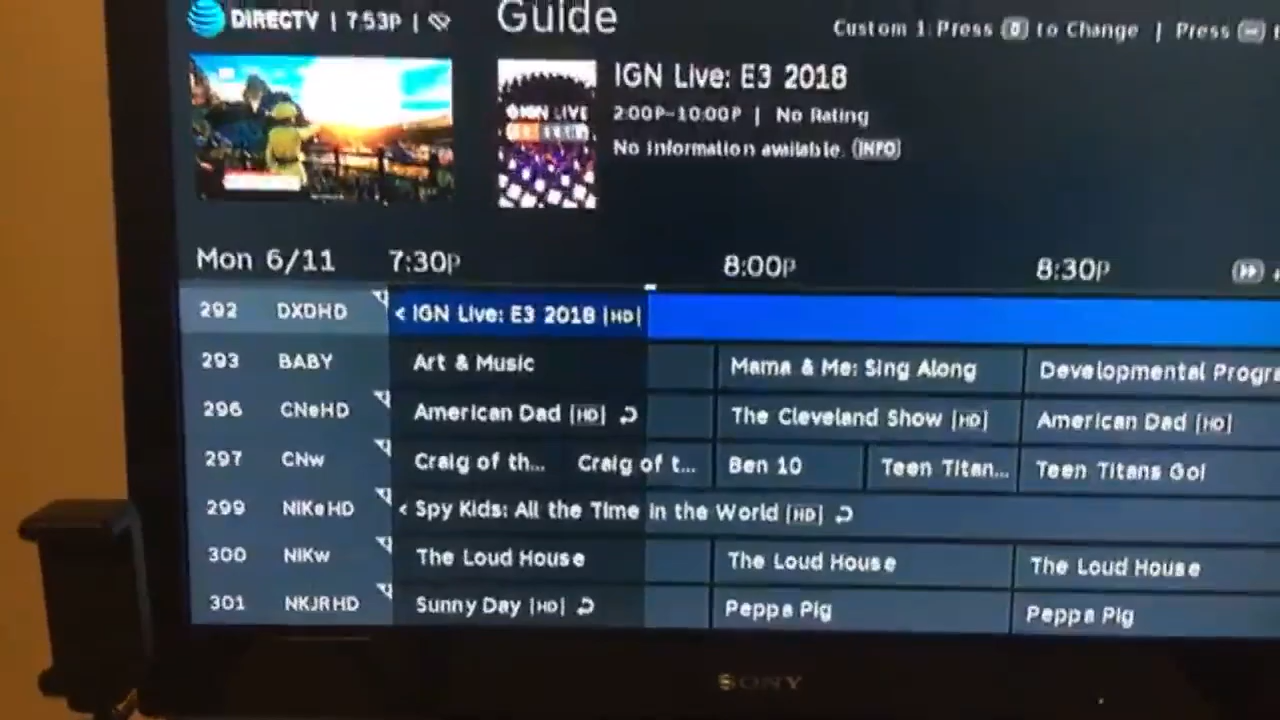 DIRECTV | 7:53P |
Guide
Custom 1: Press 0 to Change | Press
IGN Live: E3 2018
2:00P-10:00P | No Rating
No information available. (INFO)
IGN LIVE
Mon 6/11 7:30P 8:00P 8:30P
292 DXDHD < IGN Live: E3 2018 [HD]
293 BABY Art & Music Mama & Me: Sing Along Developmental Progra
296 CNeHD American Dad [HD] The Cleveland Show [HD] American Dad [HD]
297 CNw Craig of th... Craig of t... Ben 10 Teen Titan... Teen Titans Go!
299 NIKeHD < Spy Kids: All the Time in the World [HD]
300 NIKw The Loud House The Loud House The Loud House
301 NKJRHD Sunny Day [HD] Peppa Pig Peppa Pig
SONY